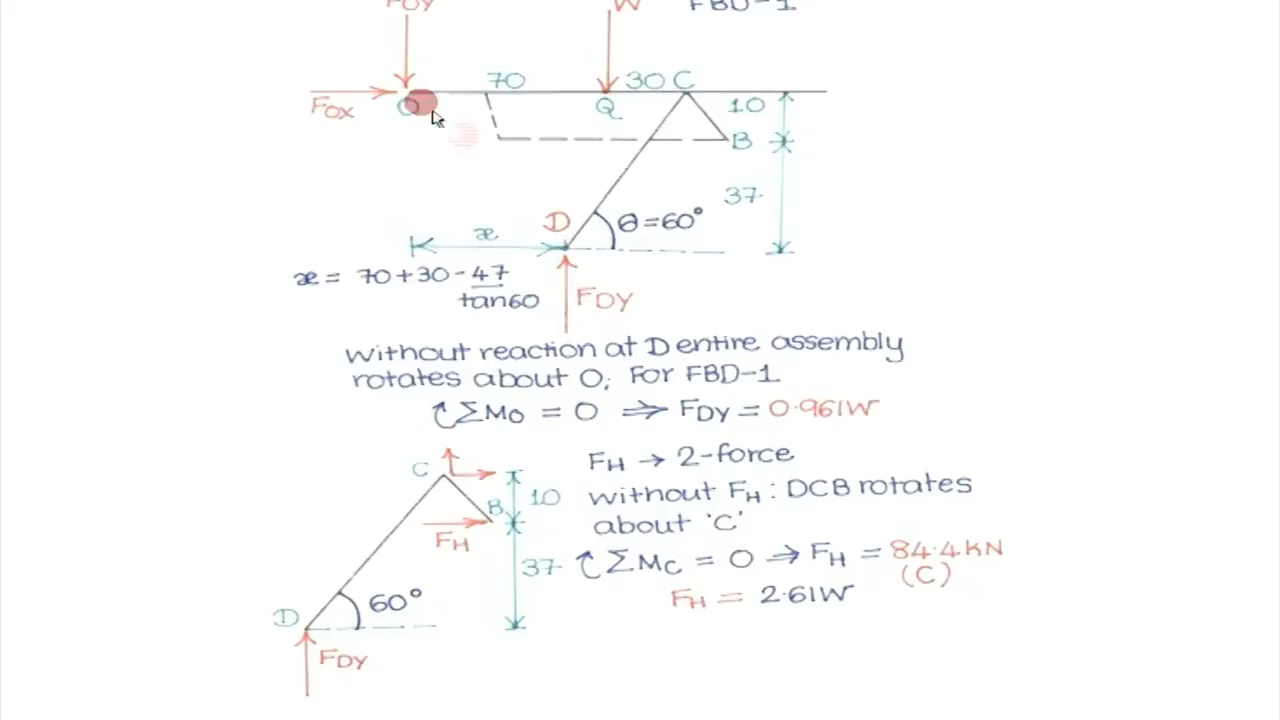 FOY W FBD-1
70 30 C
FOX O Q 10
B
37
D θ=60°
x
x = 70+30-47
tan60 FDY
Without reaction at D entire assembly
rotates about O, For FBD-1
ΣMO = 0 ⇒ FDY = 0.961W
C FH → 2-force
B 10 without FH : DCB rotates
about 'C'
FH
37 ΣMC = 0 ⇒ FH = 84.4 kN
(C)
D 60° FH = 2.61W
FDY